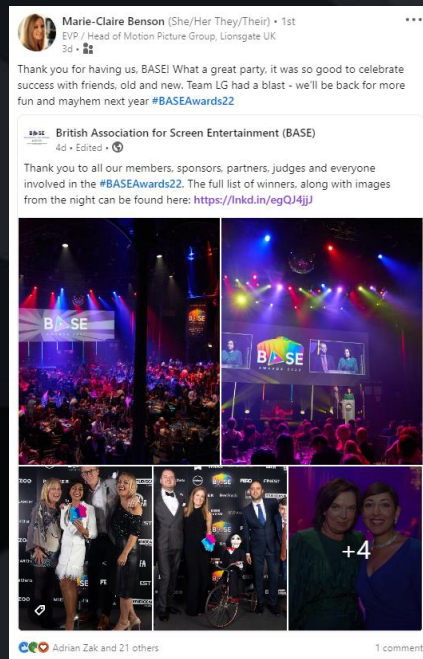 Marie-Claire Benson (She/Her They/Their) • 1st
EVP / Head of Motion Picture Group, Lionsgate UK
3d •
Thank you for having us, BASE! What a great party, it was so good to celebrate
success with friends, old and new. Team LG had a blast - we'll be back for more
fun and mayhem next year #BASEAwards22
British Association for Screen Entertainment (BASE)
4d • Edited •
Thank you to all our members, sponsors, partners, judges and everyone
involved in the #BASEAwards22. The full list of winners, along with images
from the night can be found here: https://lnkd.in/egQJ4jjJ
BASE
BASE
+4
Adrian Zak and 21 others
1 comment